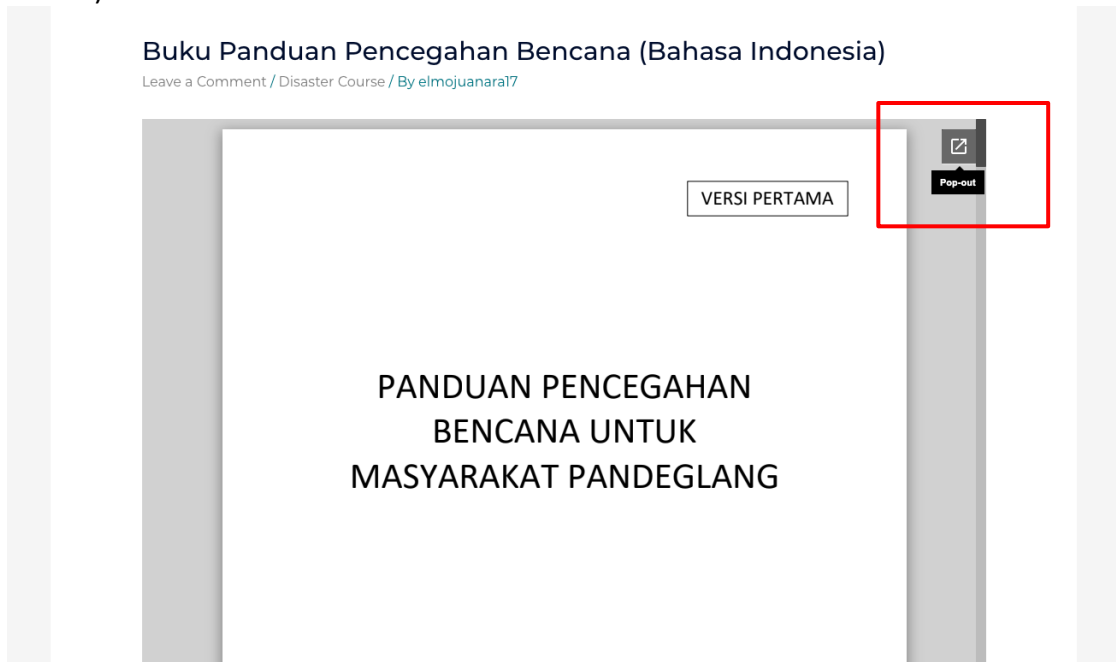 Buku Panduan Pencegahan Bencana (Bahasa Indonesia)
Leave a Comment / Disaster Course / By elmojuanara17
Pop-out
VERSI PERTAMA
PANDUAN PENCEGAHAN
BENCANA UNTUK
MASYARAKAT PANDEGLANG